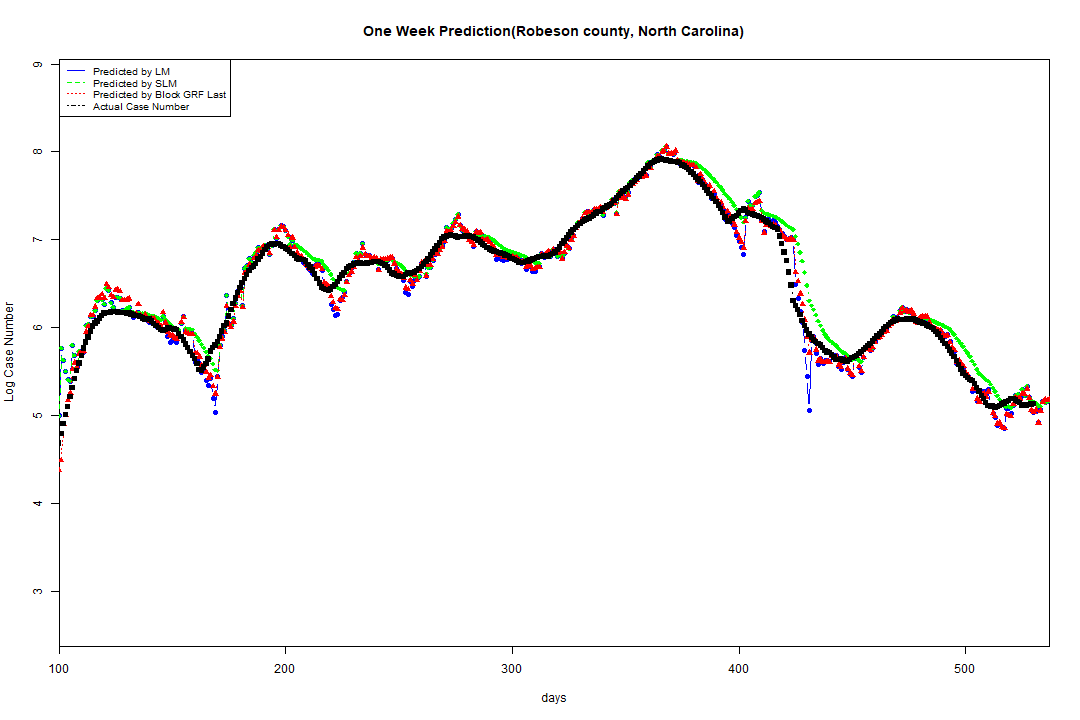 One Week Prediction(Robeson county, North Carolina)
Predicted by LM
Predicted by SLM
Predicted by Block GRF Last
Actual Case Number
9
8
7
6
5
4
3
Log Case Number
100 200 300 400 500
days